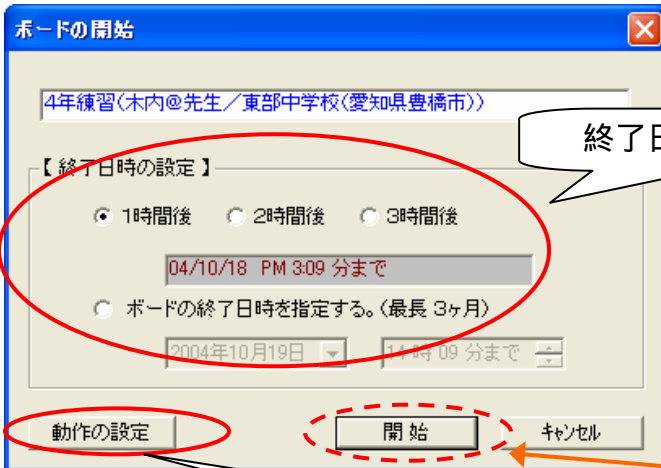 ボードの開始
4年練習(木内@先生／東部中学校(愛知県豊橋市))
終了日
【 終了日時の設定 】
1時間後 2時間後 3時間後
04/10/18 PM 3:09 分まで
ボードの終了日時を指定する。(最長 3ヶ月)
2004年10月19日 14 時 09 分まで
動作の設定 開 始 キャンセル